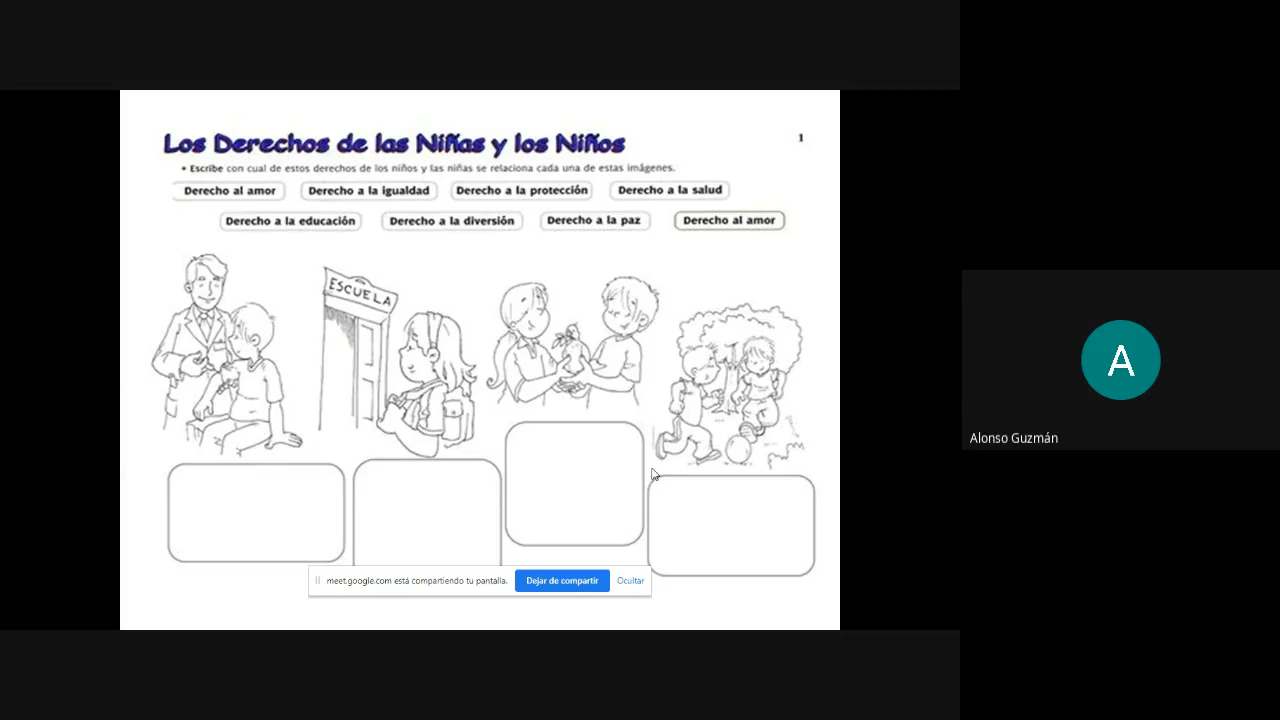 Los Derechos de las Niñas y los Niños
1
• Escribe con cual de estos derechos de los niños y las niñas se relaciona cada una de estas imágenes.
Derecho al amor Derecho a la igualdad Derecho a la protección Derecho a la salud
Derecho a la educación Derecho a la diversión Derecho a la paz Derecho al amor
ESCUELA
meet.google.com está compartiendo tu pantalla. Dejar de compartir Ocultar
A
Alonso Guzmán